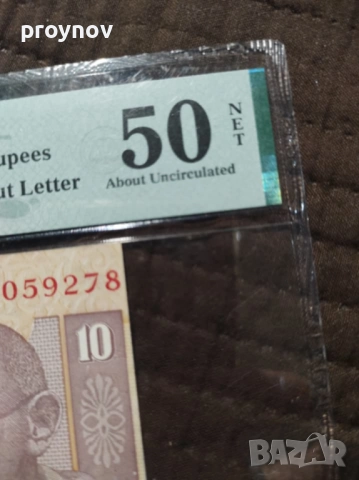 proynov
upees
ut Letter
50
NET
About Uncirculated
059278
10
BAZAR